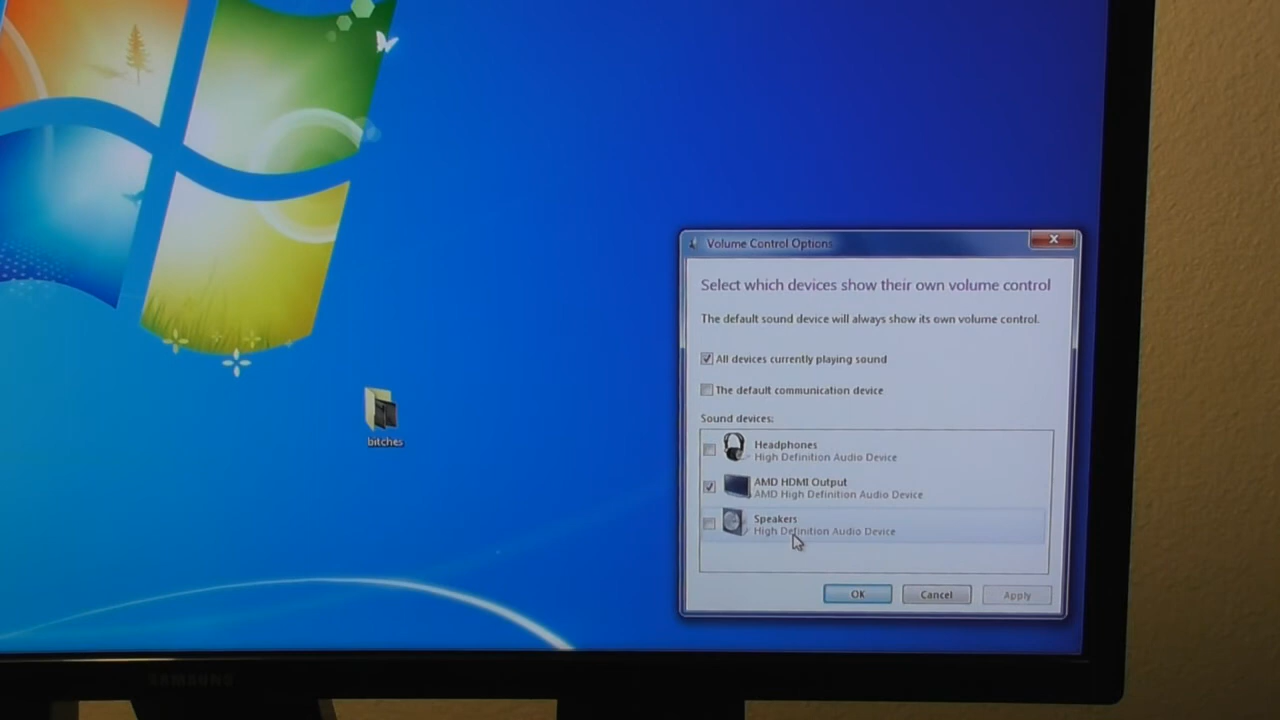 Volume Control Options
Select which devices show their own volume control
The default sound device will always show its own volume control.
All devices currently playing sound
The default communication device
Sound devices:
Headphones
High Definition Audio Device
AMD HDMI Output
AMD High Definition Audio Device
Speakers
High Definition Audio Device
OK
Cancel
Apply
bitches
SAMSUNG